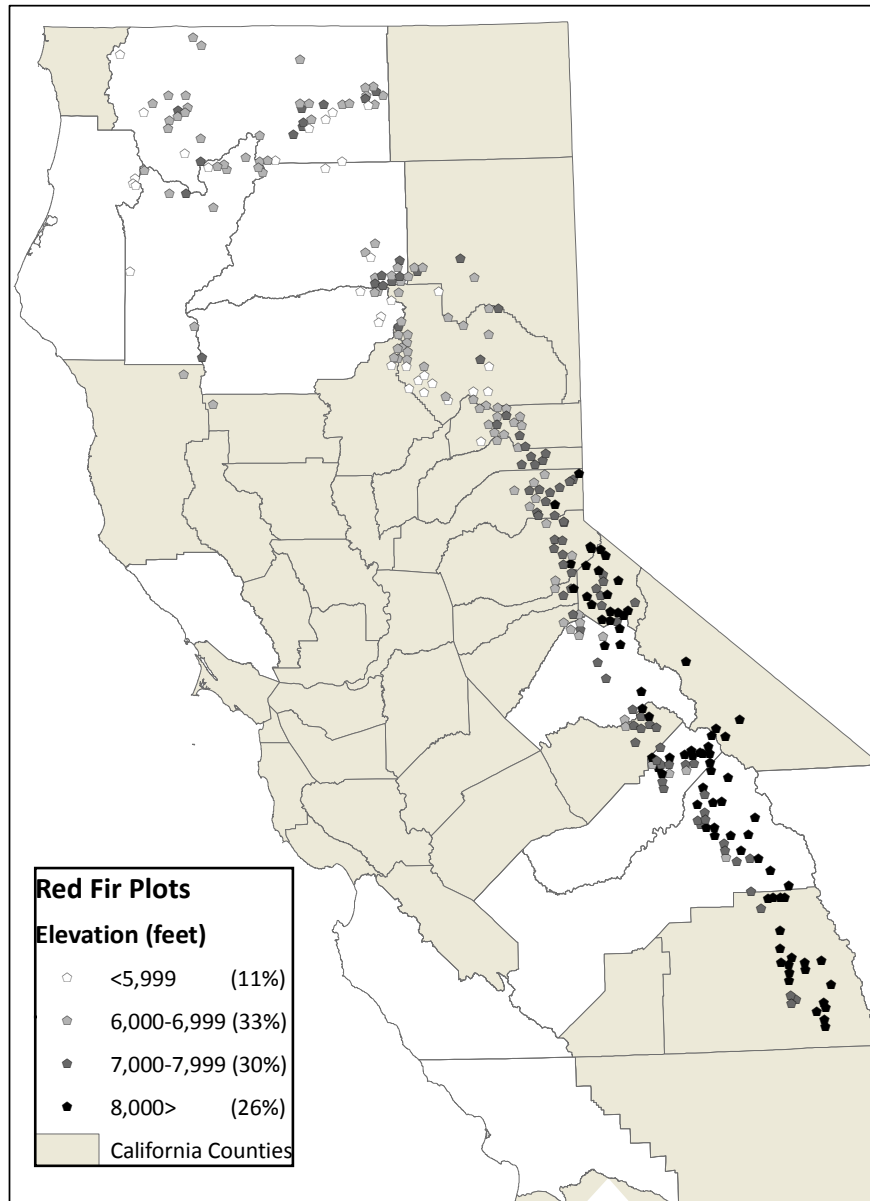 Red Fir Plots
Elevation (feet)
<5,999 (11%)
6,000-6,999 (33%)
7,000-7,999 (30%)
8,000> (26%)
California Counties